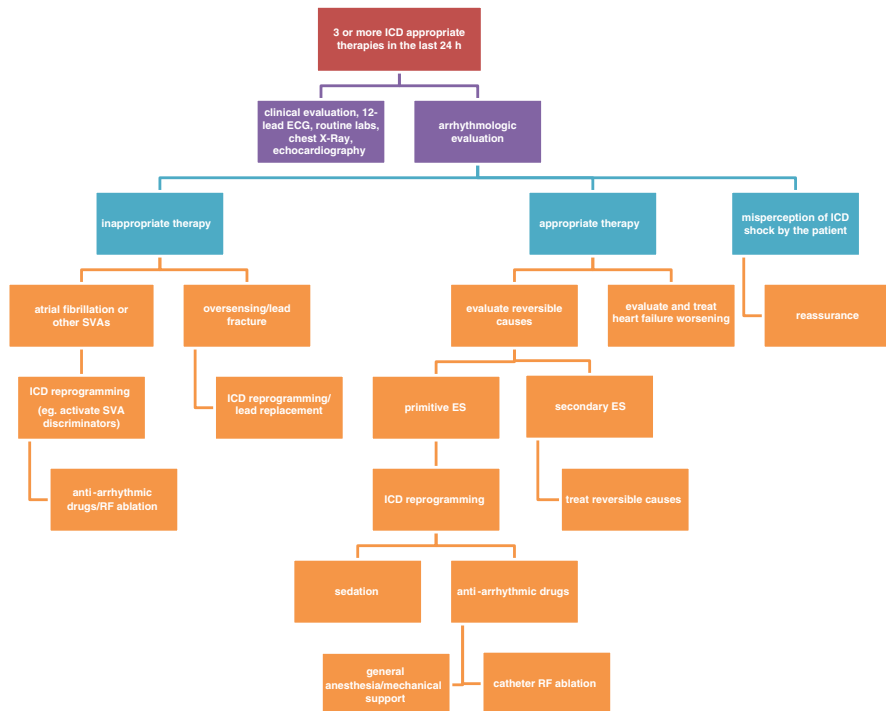 3 or more ICD appropriate
therapies in the last 24 h
clinical evaluation, 12-
lead ECG, routine labs,
chest X-Ray,
echocardiography
arrhythmologic
evaluation
inappropriate therapy
appropriate therapy
misperception of ICD
shock by the patient
atrial fibrillation or
other SVAs
oversensing/lead
fracture
evaluate reversible
causes
evaluate and treat
heart failure worsening
reassurance
ICD reprogramming
(eg. activate SVA
discriminators)
ICD reprogramming/
lead replacement
primitive ES
secondary ES
anti-arrhythmic
drugs/RF ablation
ICD reprogramming
treat reversible causes
sedation
anti-arrhythmic drugs
general
anesthesia/mechanical
support
catheter RF ablation